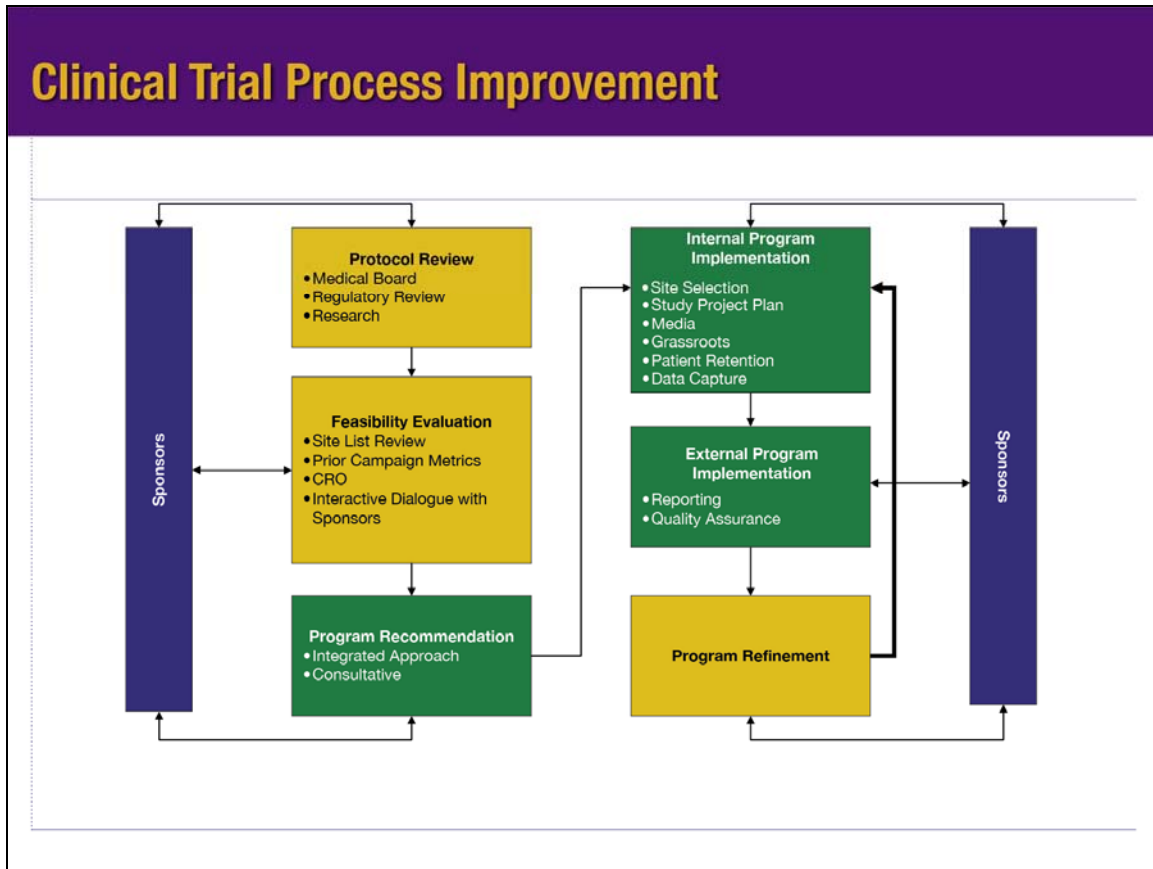 Clinical Trial Process Improvement
Sponsors
Protocol Review
•Medical Board
•Regulatory Review
•Research
Feasibility Evaluation
•Site List Review
•Prior Campaign Metrics
•CRO
•Interactive Dialogue with
Sponsors
Program Recommendation
•Integrated Approach
•Consultative
Internal Program
Implementation
•Site Selection
•Study Project Plan
•Media
•Grassroots
•Patient Retention
•Data Capture
External Program
Implementation
•Reporting
•Quality Assurance
Program Refinement
Sponsors